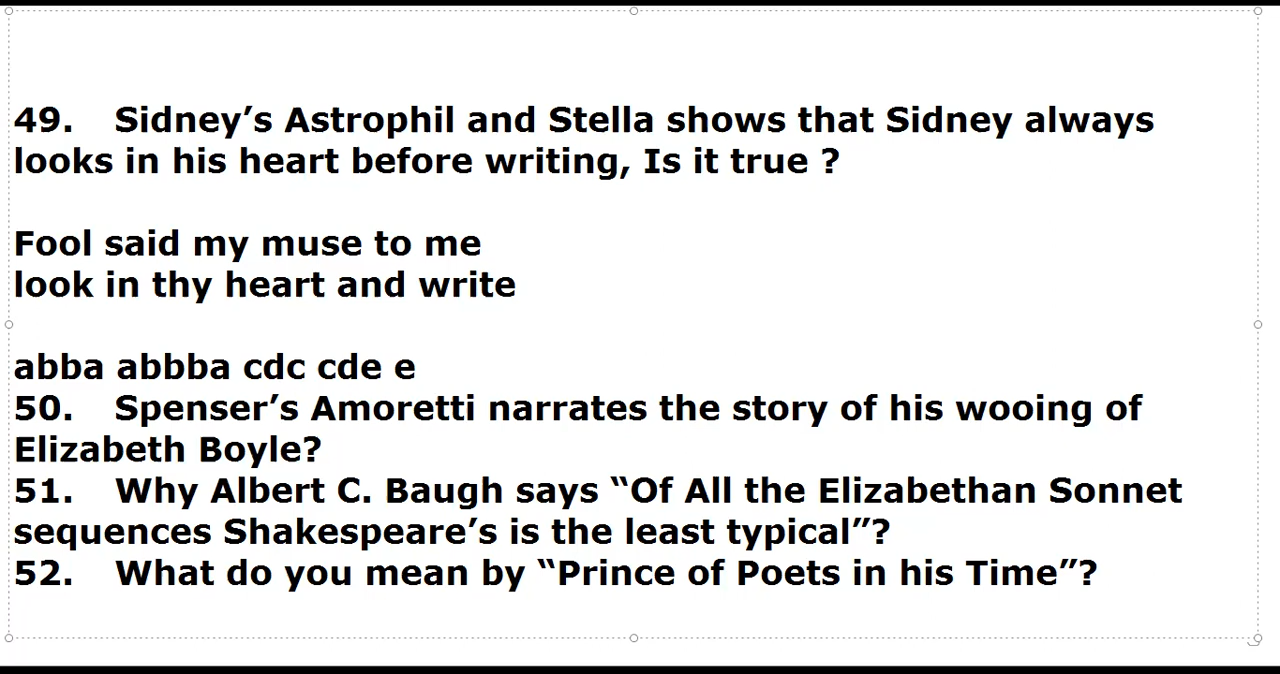 49. Sidney’s Astrophil and Stella shows that Sidney always
looks in his heart before writing, Is it true ?
Fool said my muse to me
look in thy heart and write
abba abbba cdc cde e
50. Spenser’s Amoretti narrates the story of his wooing of
Elizabeth Boyle?
51. Why Albert C. Baugh says “Of All the Elizabethan Sonnet
sequences Shakespeare’s is the least typical”?
52. What do you mean by “Prince of Poets in his Time”?